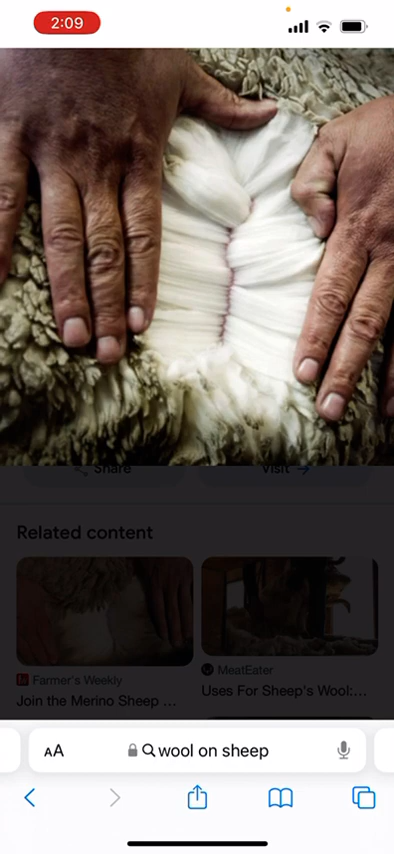 2:09
Share
Visit →
Related content
Farmer's Weekly
Join the Merino Sheep ...
MeatEater
Uses For Sheep's Wool:...
AA
wool on sheep